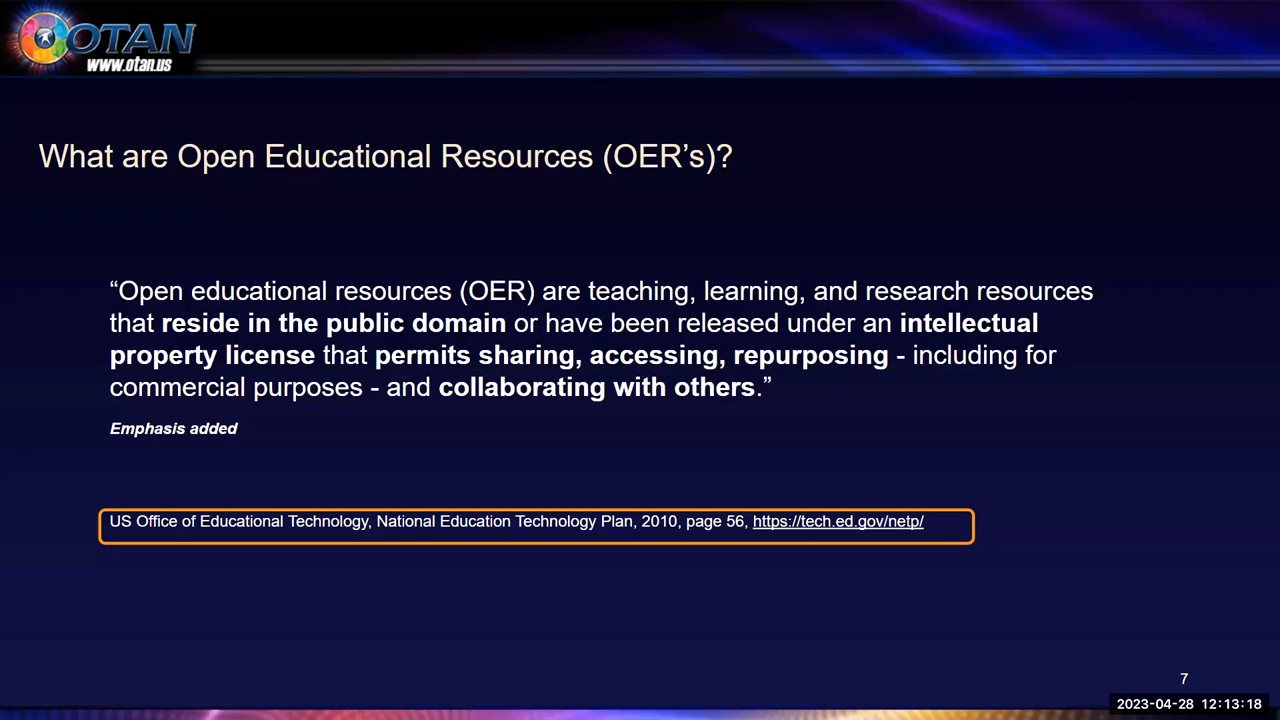 OTAN
www.otan.us
What are Open Educational Resources (OER’s)?
“Open educational resources (OER) are teaching, learning, and research resources
that reside in the public domain or have been released under an intellectual
property license that permits sharing, accessing, repurposing - including for
commercial purposes - and collaborating with others.”
Emphasis added
US Office of Educational Technology, National Education Technology Plan, 2010, page 56, https://tech.ed.gov/netp/
7
2023-04-28 12:13:18